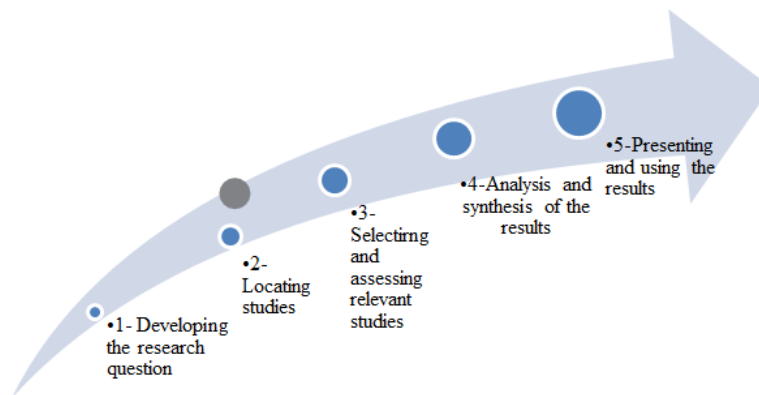 •1- Developing
the research
question
•2-
Locating
studies
•3-
Selectirng
and
assessing
relevant
studies
•4-Analysis and
synthesis of the
results
•5-Presenting
and using the
results